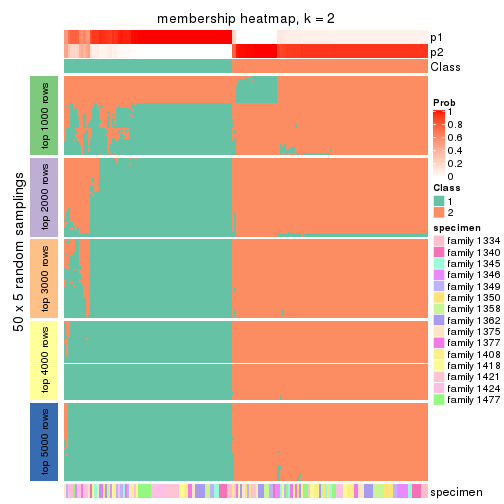 membership heatmap, k = 2
p1
p2
Class
50 x 5 random samplings
top 1000 rows
top 2000 rows
top 3000 rows
top 4000 rows
top 5000 rows
specimen
Prob
1
0.8
0.6
0.4
0.2
0
Class
1
2
specimen
family 1334
family 1340
family 1345
family 1346
family 1349
family 1350
family 1358
family 1362
family 1375
family 1377
family 1408
family 1418
family 1421
family 1424
family 1477